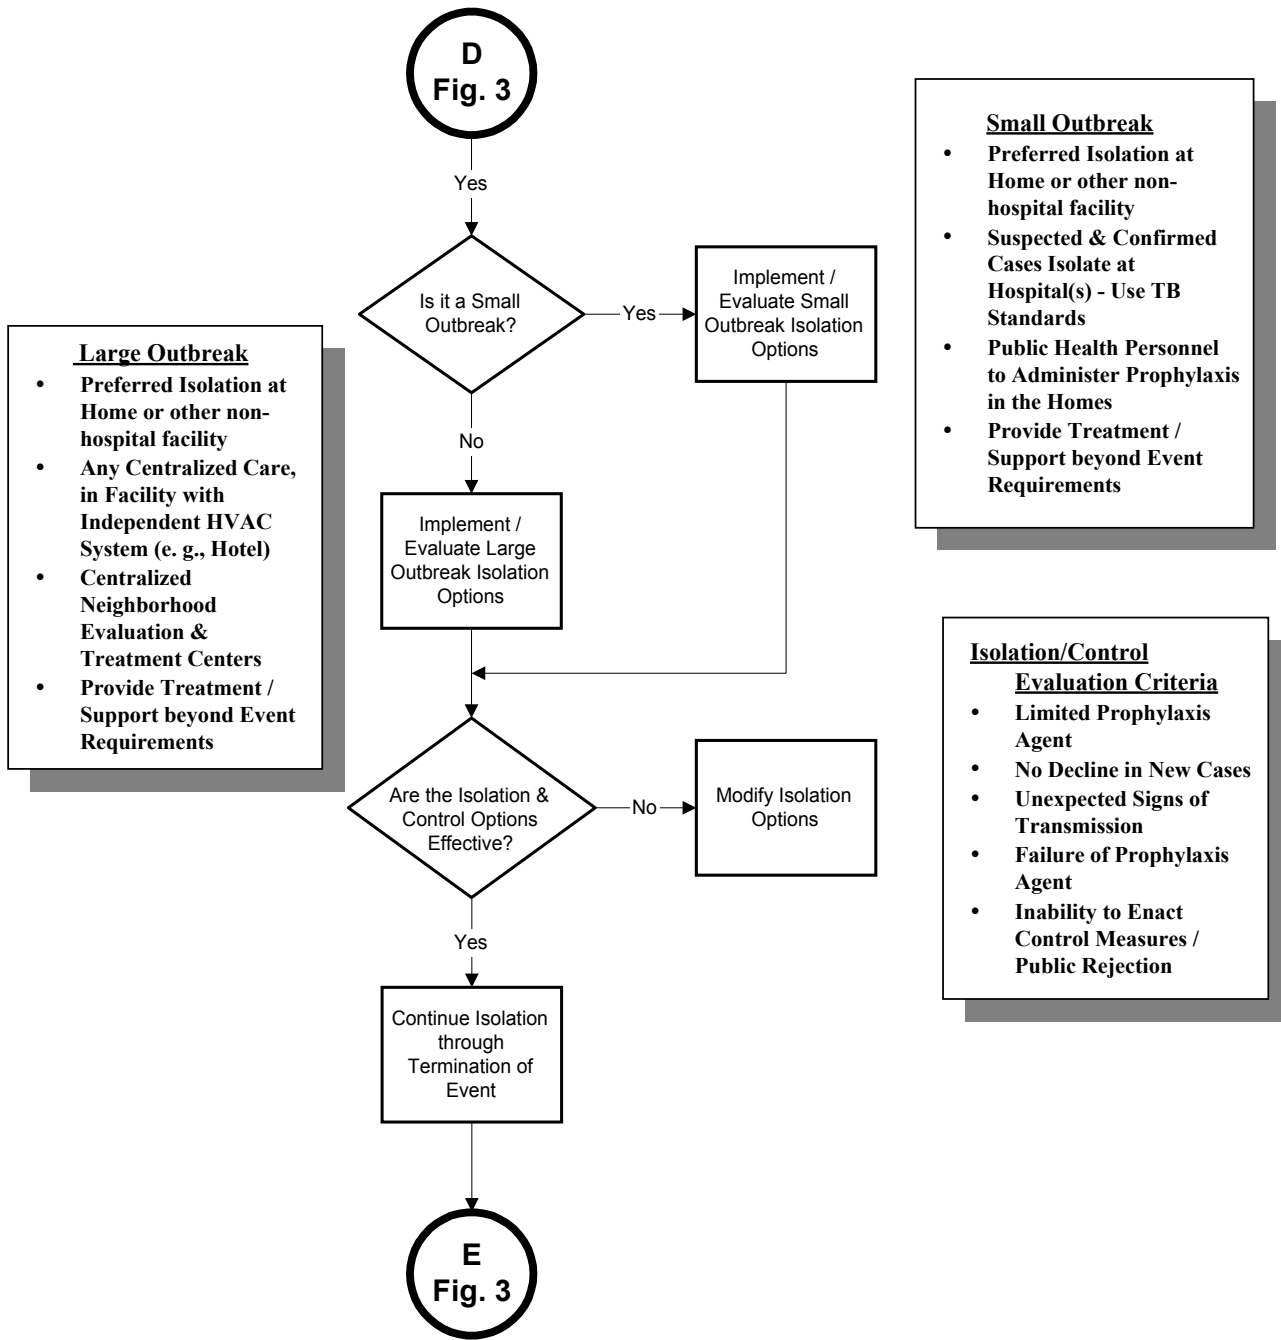 D
Fig. 3
Yes
Is it a Small
Outbreak?
Yes
Implement /
Evaluate Small
Outbreak Isolation
Options
No
Implement /
Evaluate Large
Outbreak Isolation
Options
Are the Isolation &
Control Options
Effective?
No
Modify Isolation
Options
Yes
Continue Isolation
through
Termination of
Event
E
Fig. 3
Large Outbreak
• Preferred Isolation at
Home or other non-
hospital facility
• Any Centralized Care,
in Facility with
Independent HVAC
System (e. g., Hotel)
• Centralized
Neighborhood
Evaluation &
Treatment Centers
• Provide Treatment /
Support beyond Event
Requirements
Small Outbreak
• Preferred Isolation at
Home or other non-
hospital facility
• Suspected & Confirmed
Cases Isolate at
Hospital(s) - Use TB
Standards
• Public Health Personnel
to Administer Prophylaxis
in the Homes
• Provide Treatment /
Support beyond Event
Requirements
Isolation/Control
Evaluation Criteria
• Limited Prophylaxis
Agent
• No Decline in New Cases
• Unexpected Signs of
Transmission
• Failure of Prophylaxis
Agent
• Inability to Enact
Control Measures /
Public Rejection